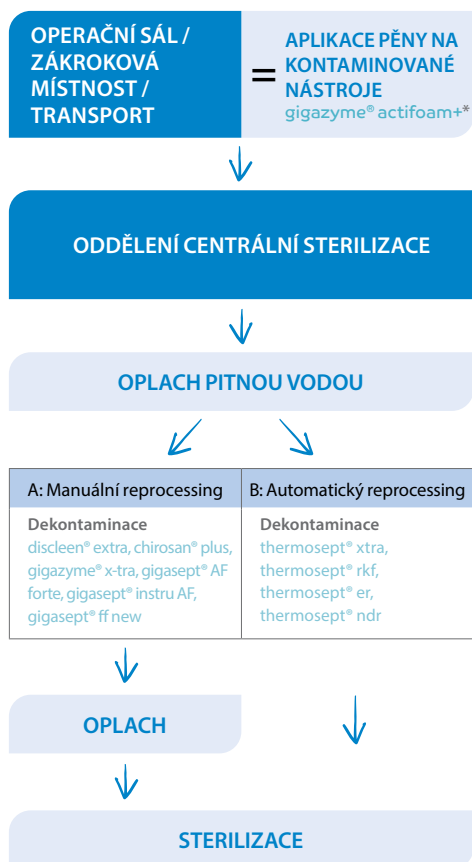 OPERAČNÍ SÁL /
ZÁKROKOVÁ
MÍSTNOST /
TRANSPORT
=
APLIKACE PĚNY NA
KONTAMINOVANÉ
NÁSTROJE
gigazyme® actifoam+*
ODDĚLENÍ CENTRÁLNÍ STERILIZACE
OPLACH PITNOU VODOU
A: Manuální reprocessing
Dekontaminace
discleen® extra, chirosan® plus,
gigazyme® x-tra, gigasept® AF
forte, gigasept® instru AF,
gigasept® ff new
B: Automatický reprocessing
Dekontaminace
thermosept® xtra,
thermosept® rkf,
thermosept® er,
thermosept® ndr
OPLACH
STERILIZACE